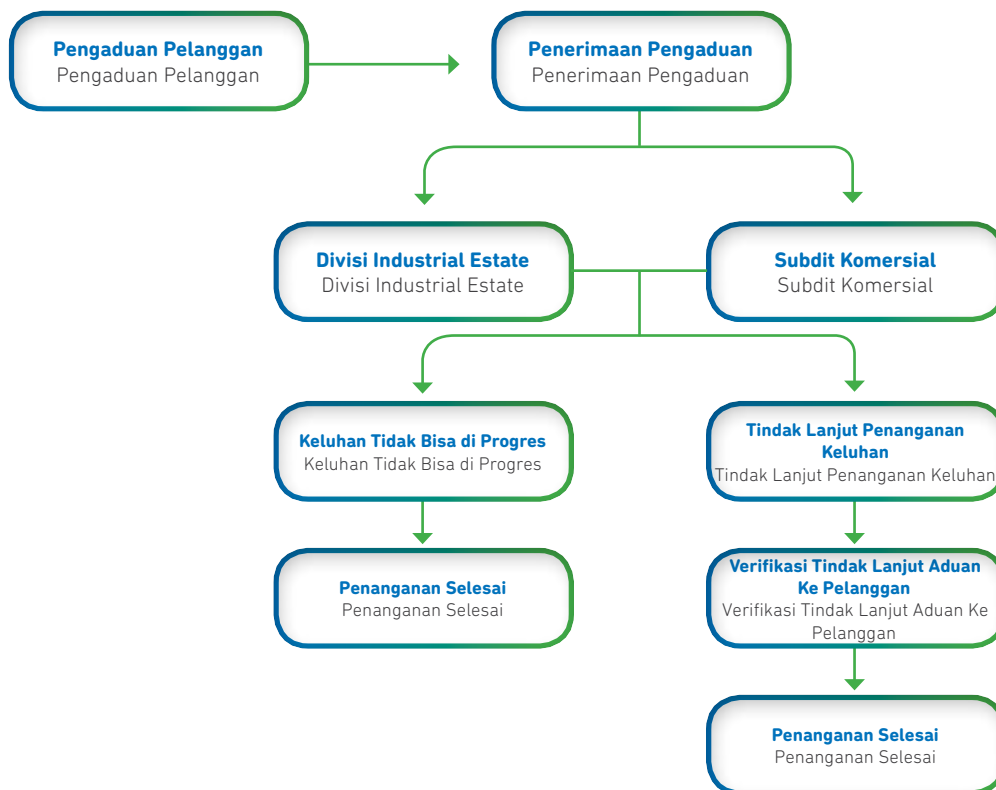 Pengaduan Pelanggan
Pengaduan Pelanggan
Penerimaan Pengaduan
Penerimaan Pengaduan
Divisi Industrial Estate
Divisi Industrial Estate
Subdit Komersial
Subdit Komersial
Keluhan Tidak Bisa di Progres
Keluhan Tidak Bisa di Progres
Tindak Lanjut Penanganan
Keluhan
Tindak Lanjut Penanganan Keluhan
Penanganan Selesai
Penanganan Selesai
Verifikasi Tindak Lanjut Aduan
Ke Pelanggan
Verifikasi Tindak Lanjut Aduan Ke
Pelanggan
Penanganan Selesai
Penanganan Selesai